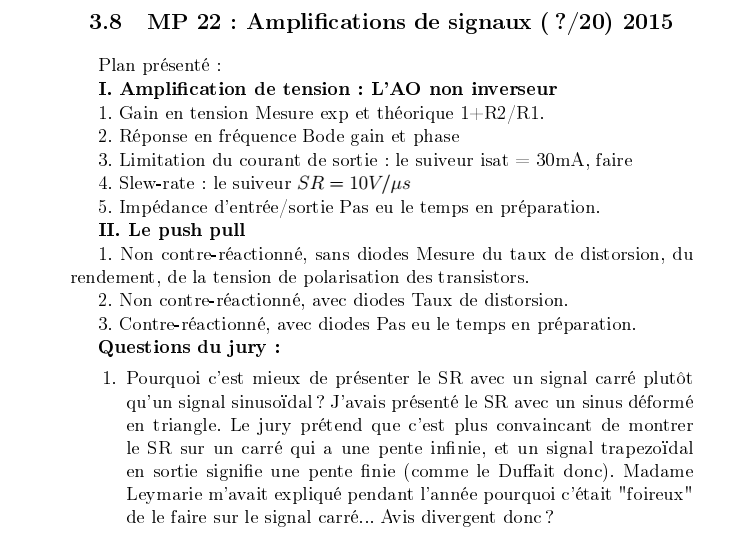 3.8 MP 22 : Amplifications de signaux ( ?/20) 2015
Plan présenté :
I. Amplification de tension : L'AO non inverseur
1. Gain en tension Mesure exp et théorique 1+R2/R1.
2. Réponse en fréquence Bode gain et phase
3. Limitation du courant de sortie : le suiveur isat = 30mA, faire
4. Slew-rate : le suiveur SR = 10V/μs
5. Impédance d'entrée/sortie Pas eu le temps en préparation.
II. Le push pull
1. Non contre-réactionné, sans diodes Mesure du taux de distorsion, du
rendement, de la tension de polarisation des transistors.
2. Non contre-réactionné, avec diodes Taux de distorsion.
3. Contre-réactionné, avec diodes Pas eu le temps en préparation.
Questions du jury :
1. Pourquoi c'est mieux de présenter le SR avec un signal carré plutôt
qu'un signal sinusoïdal ? J'avais présenté le SR avec un sinus déformé
en triangle. Le jury prétend que c'est plus convaincant de montrer
le SR sur un carré qui a une pente infinie, et un signal trapezoïdal
en sortie signifie une pente finie (comme le Duffait donc). Madame
Leymarie m'avait expliqué pendant l'année pourquoi c'était "foireux"
de le faire sur le signal carré... Avis divergent donc ?